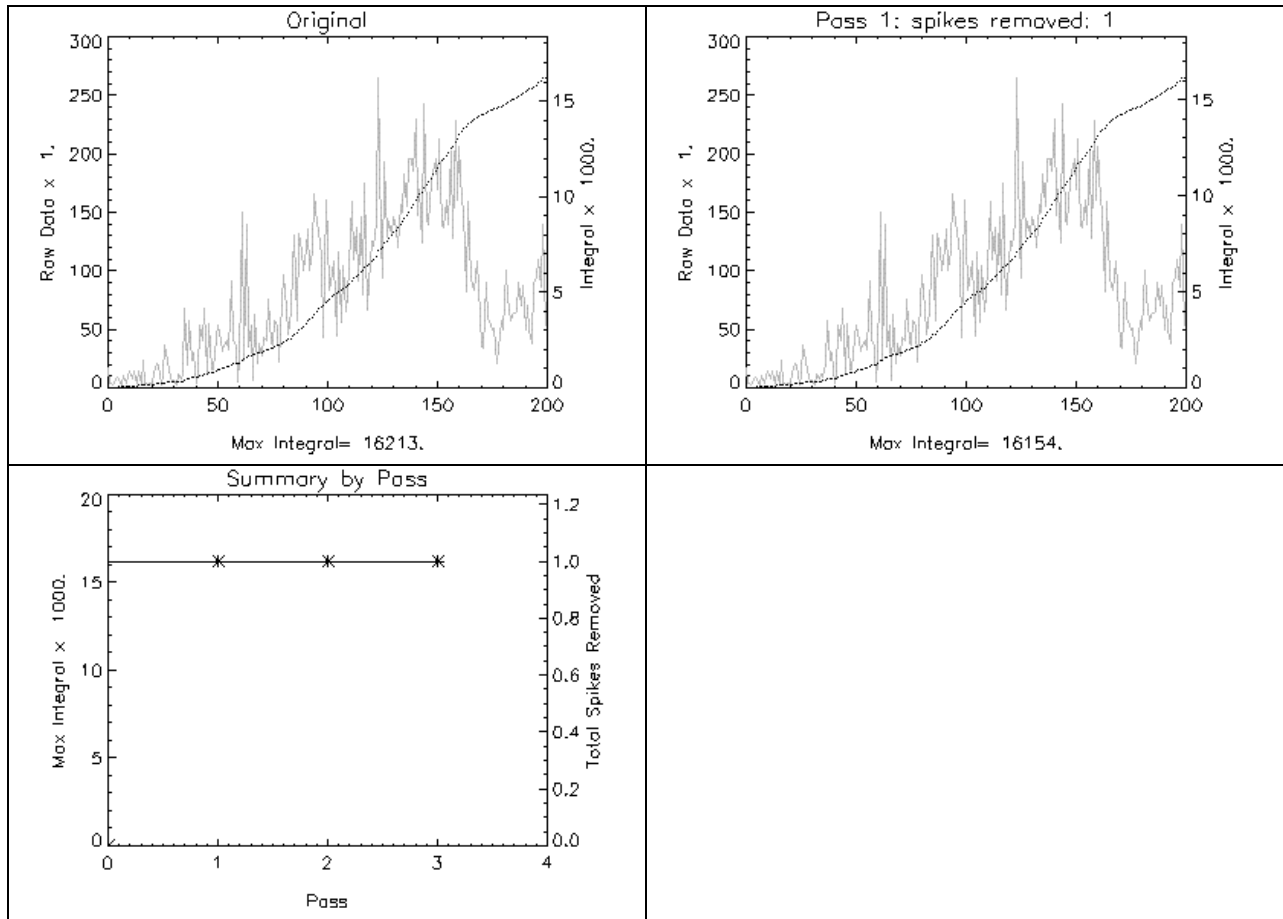 Original
300
250
200
150
100
50
0
Raw Data × 1.
15
10
5
0
Integral × 1000.
0 50 100 150 200
Max Integral= 16213.
Pass 1: spikes removed: 1
300
250
200
150
100
50
0
Raw Data × 1.
15
10
5
0
Integral × 1000.
0 50 100 150 200
Max Integral= 16154.
Summary by Pass
20
15
10
5
0
Max Integral × 1000.
1.2
1.0
0.8
0.6
0.4
0.2
0.0
Total Spikes Removed
0 1 2 3 4
Pass